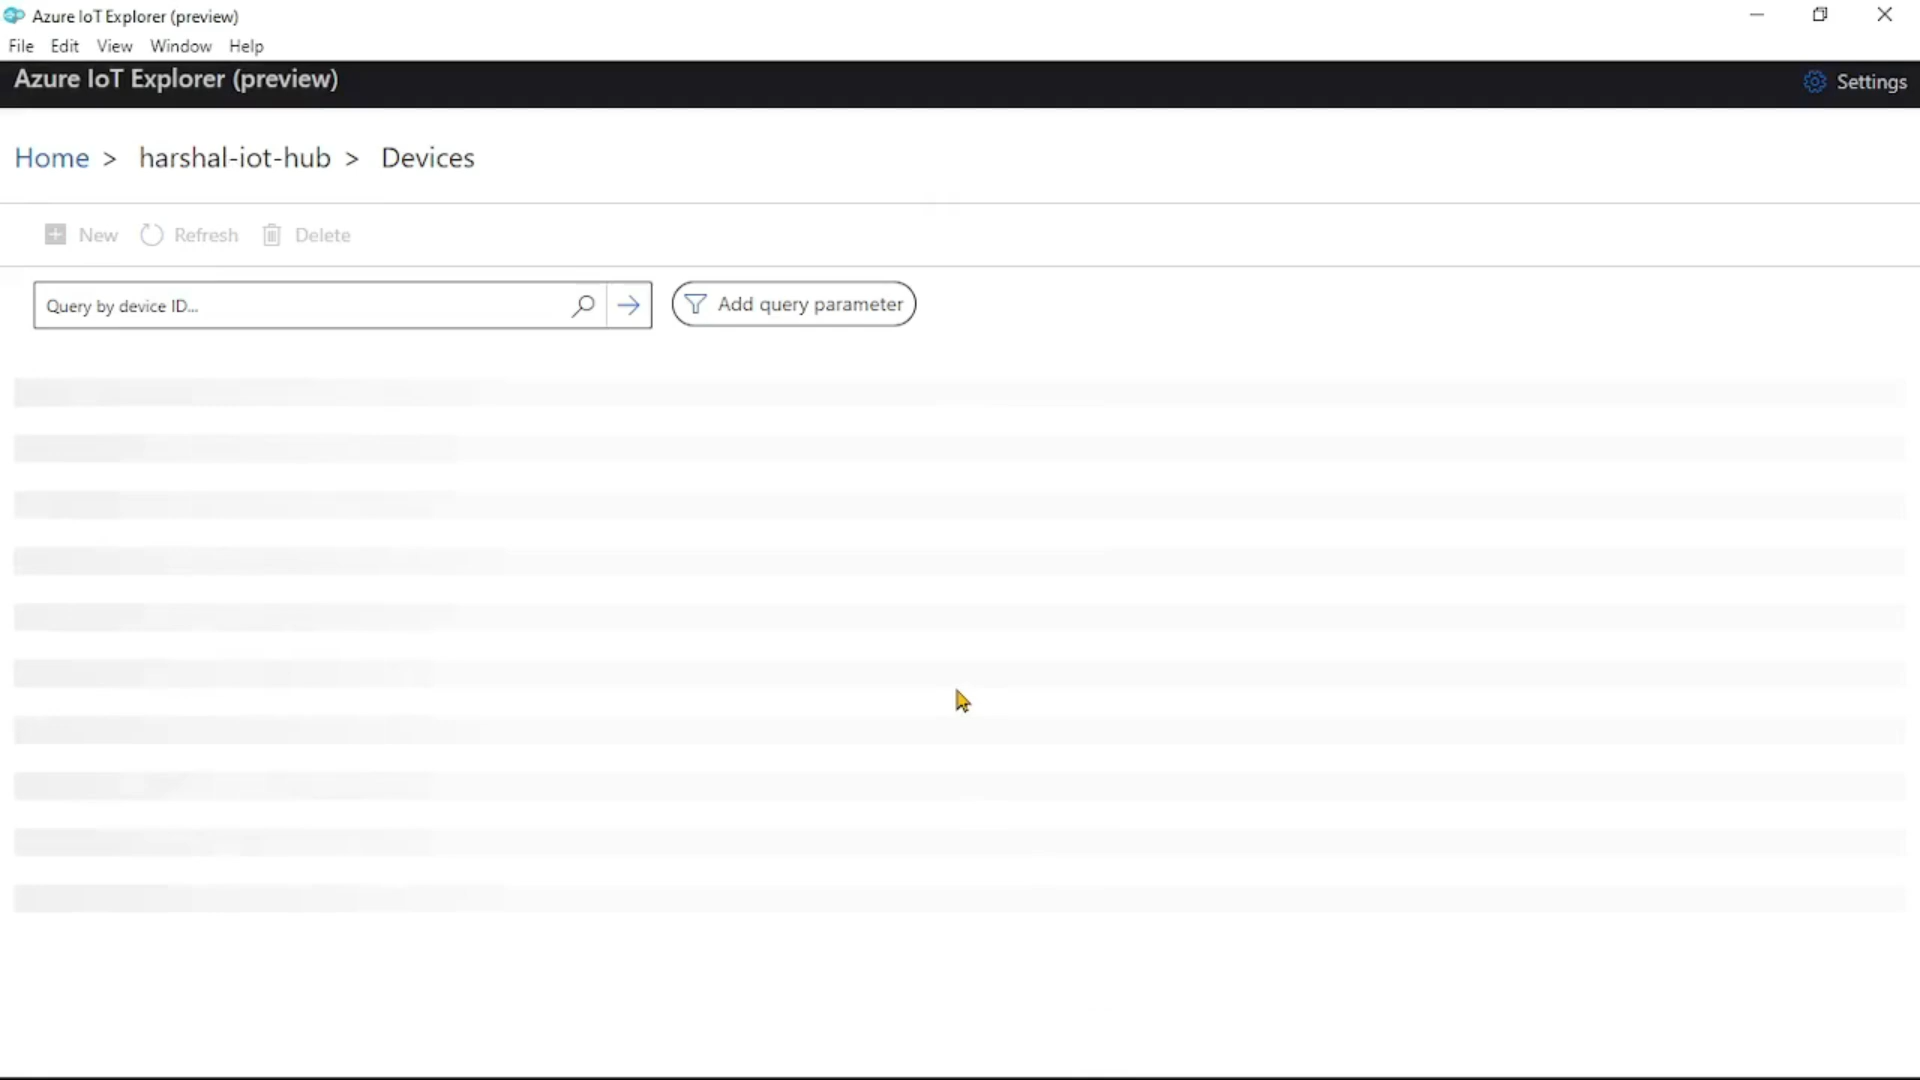 Azure IoT Explorer (preview)
File Edit View Window Help
Azure IoT Explorer (preview) Settings
Home > harshal-iot-hub > Devices
New Refresh Delete
Query by device ID... Add query parameter